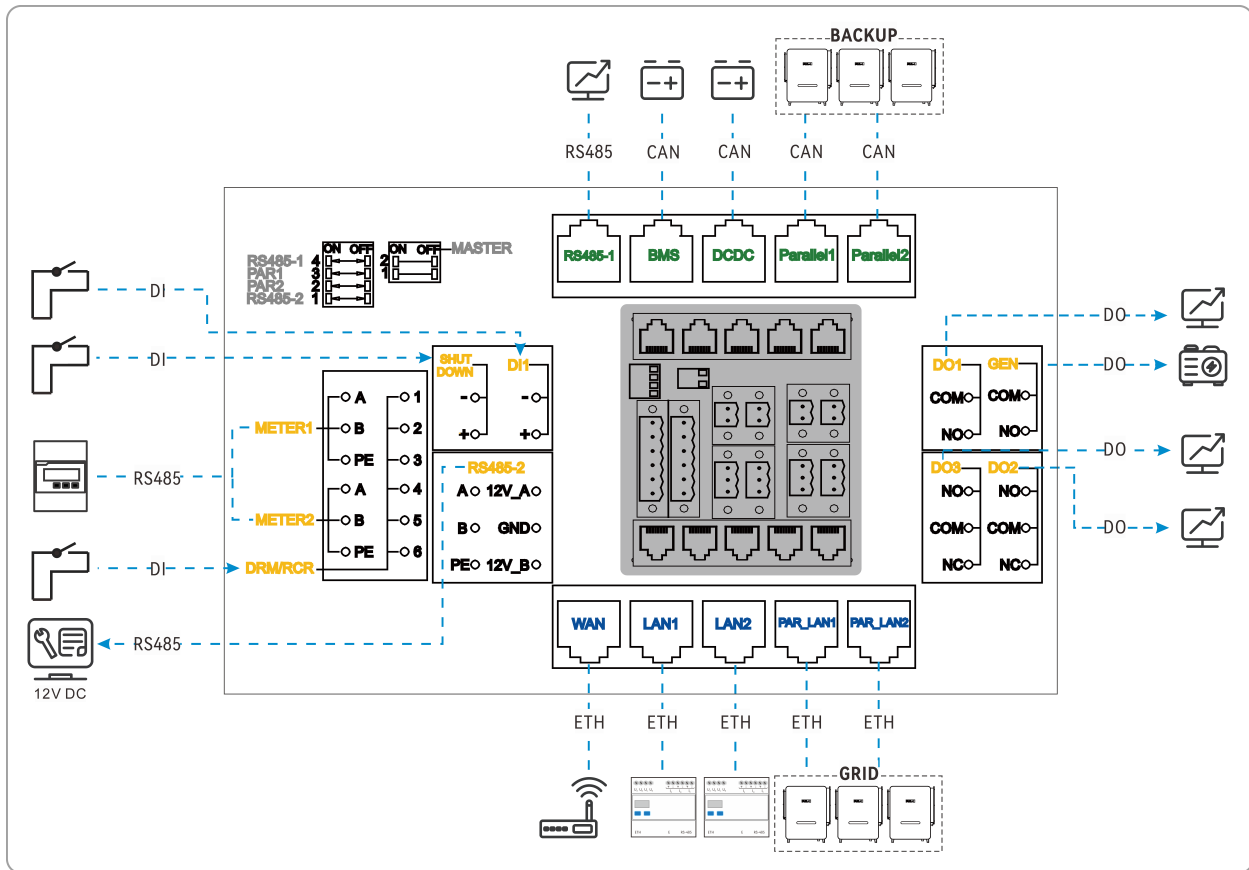 BACKUP
RS485 CAN CAN CAN CAN
RS485-1 BMS DCDC Parallel1 Parallel2
ON OFF ON OFF MASTER
RS485-1 4 2
PAR1 3 1
PAR2 2
RS485-2 1
DI
DI
SHUT DOWN DI1
- -
+ +
METER1
A 1
B 2
PE 3
METER2
A 4
B 5
PE 6
DRM/RCR
RS485
DI
RS485
12V DC
RS485-2
A 12V_A
B GND
PE 12V_B
DO1 GEN
COM COM
NO NO
DO3 DO2
NO NO
COM COM
NC NC
DO
DO
DO
DO
WAN LAN1 LAN2 PAR_LAN1 PAR_LAN2
ETH ETH ETH ETH ETH
GRID
ETH RS485
ETH RS485